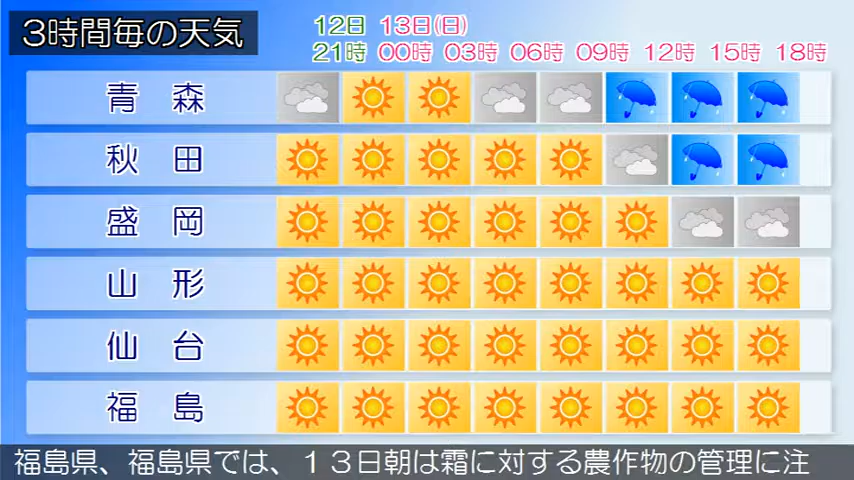 3時間毎の天気
12日 13日(日)
21時 00時 03時 06時 09時 12時 15時 18時
青森
秋田
盛岡
山形
仙台
福島
福島県、福島県では、１３日朝は霜に対する農作物の管理に注